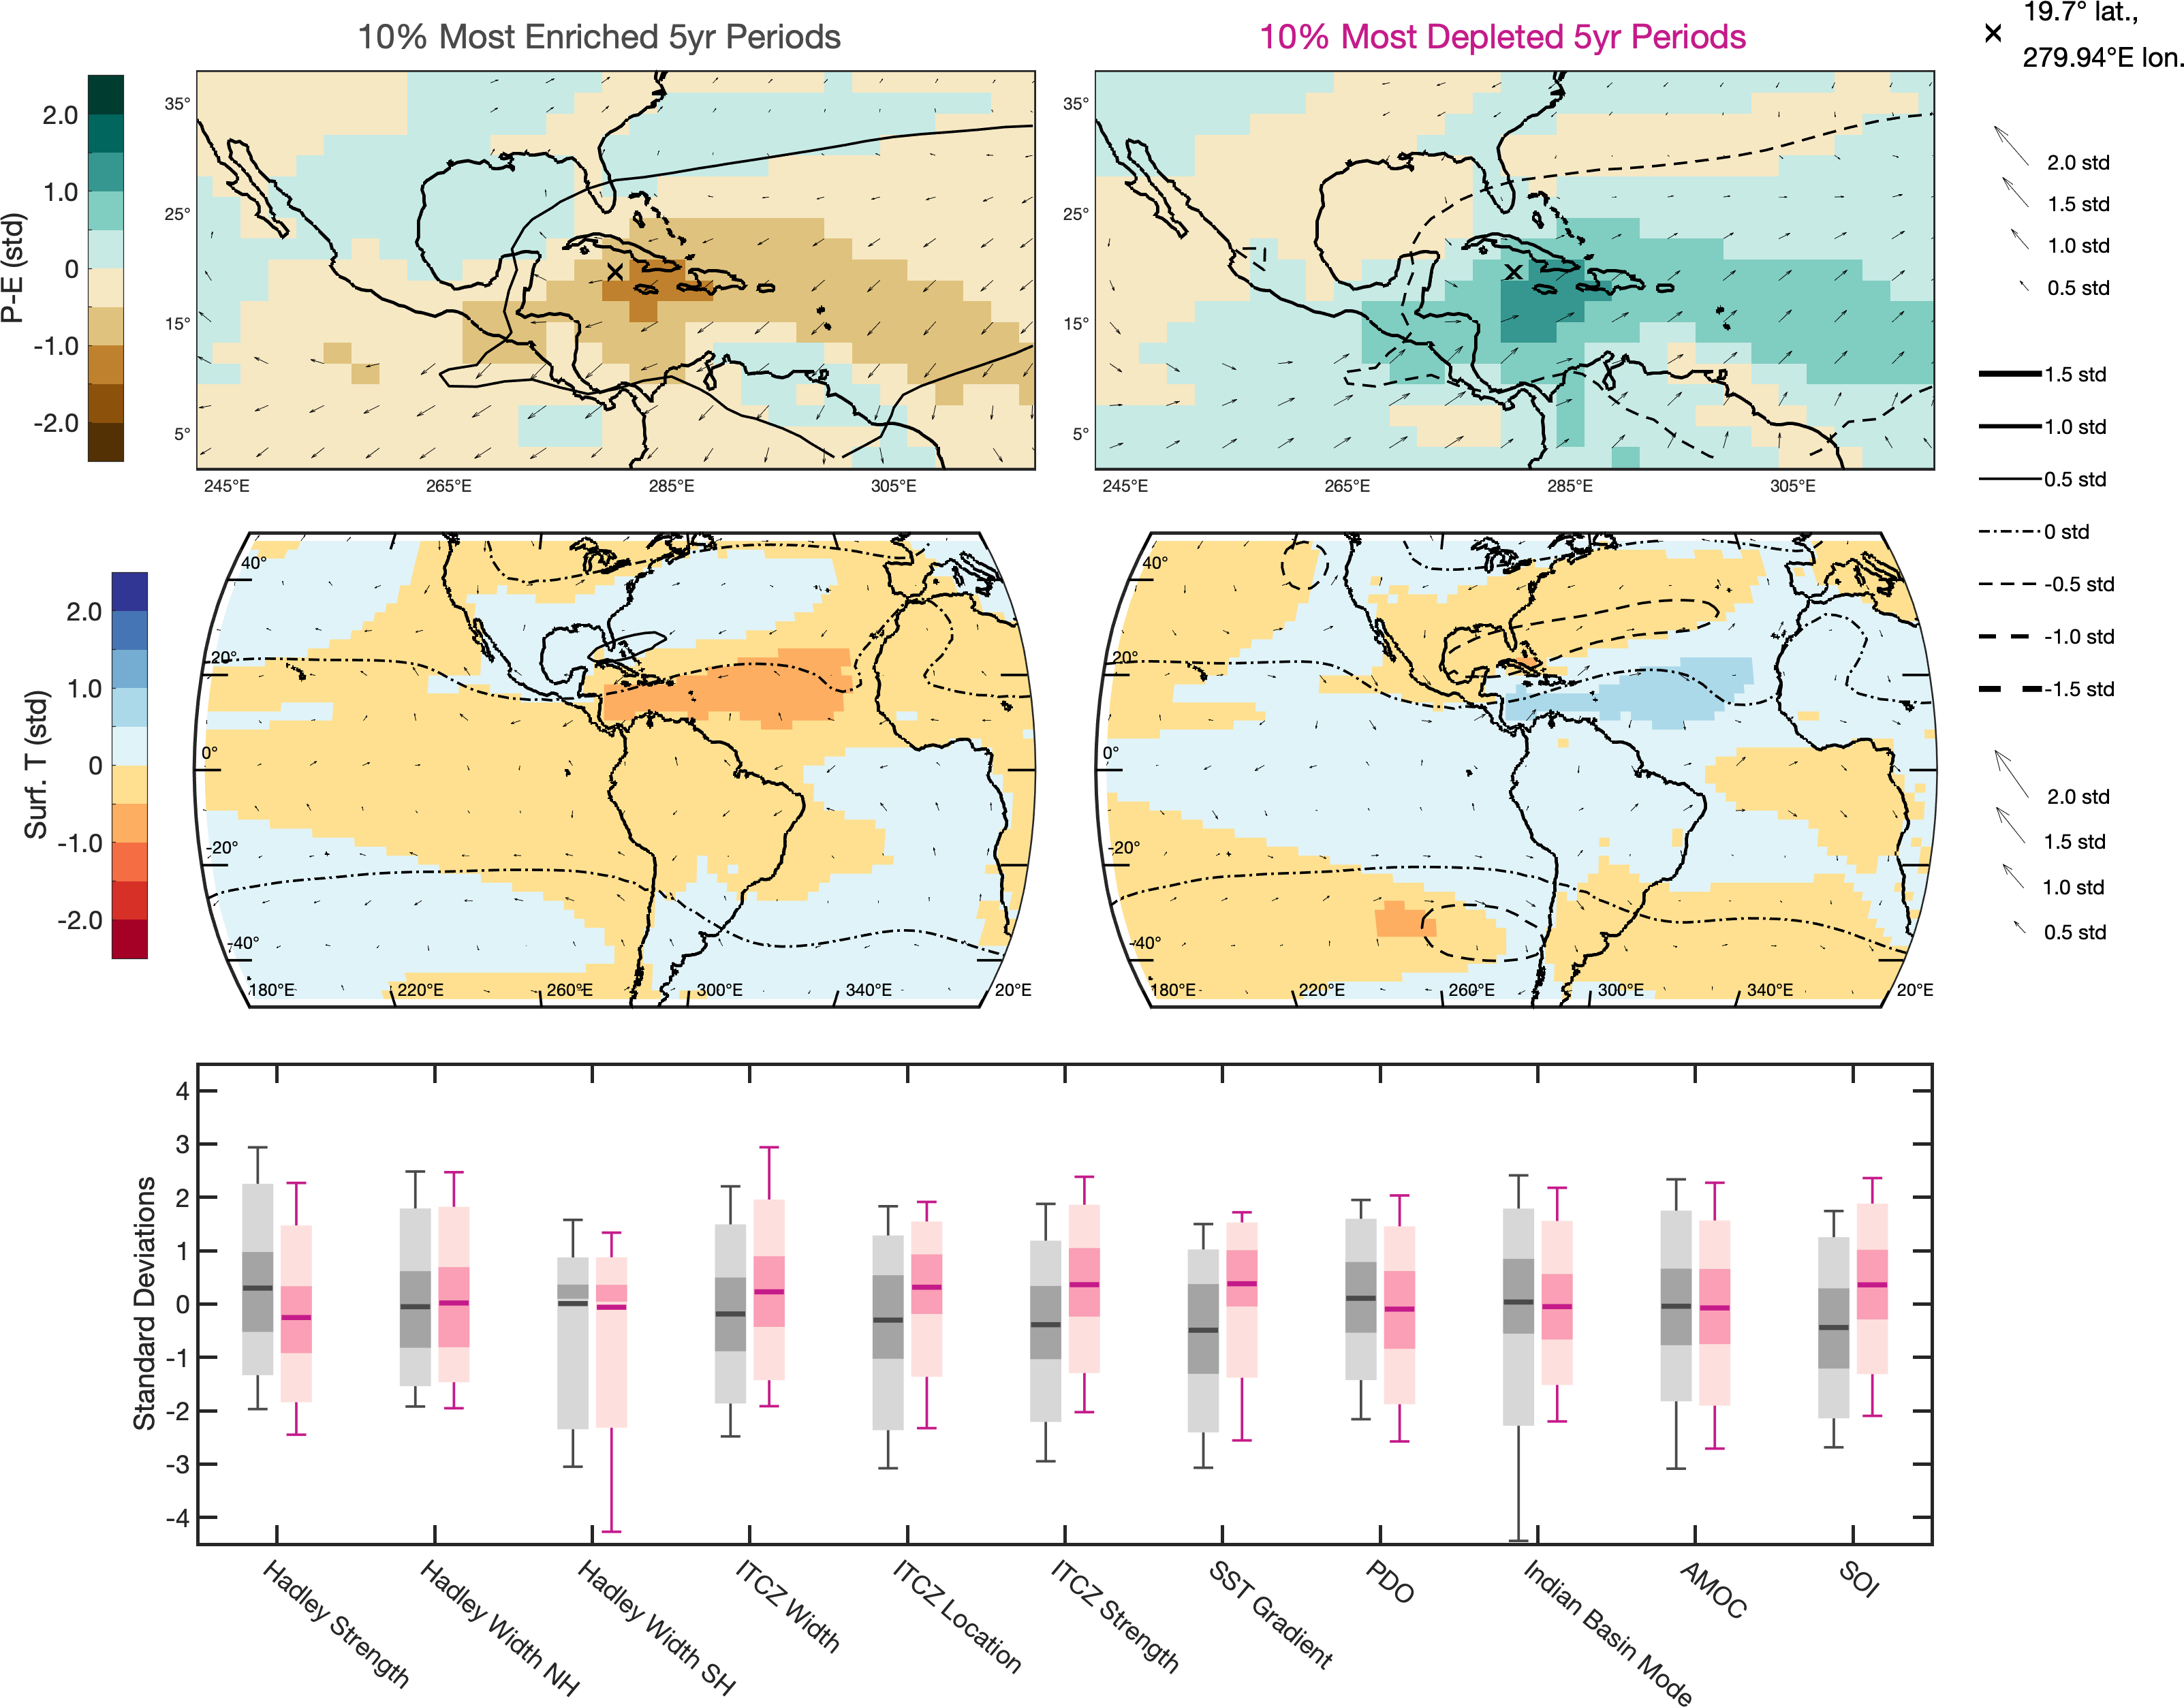 10% Most Enriched 5yr Periods
10% Most Depleted 5yr Periods
19.7° lat.,
279.94°E lon.
P-E (std)
2.0
1.0
0
-1.0
-2.0
35°
25°
15°
5°
245°E 265°E 285°E 305°E
35°
25°
15°
5°
245°E 265°E 285°E 305°E
2.0 std
1.5 std
1.0 std
0.5 std
1.5 std
1.0 std
0.5 std
0 std
-0.5 std
-1.0 std
-1.5 std
Surf. T (std)
2.0
1.0
0
-1.0
-2.0
40°
20°
0°
-20°
-40°
180°E 220°E 260°E 300°E 340°E 20°E
40°
20°
0°
-20°
-40°
180°E 220°E 260°E 300°E 340°E 20°E
2.0 std
1.5 std
1.0 std
0.5 std
Standard Deviations
4
3
2
1
0
-1
-2
-3
-4
Hadley Strength
Hadley Width NH
Hadley Width SH
ITCZ Width
ITCZ Location
ITCZ Strength
SST Gradient
PDO
Indian Basin Mode
AMOC
SOI